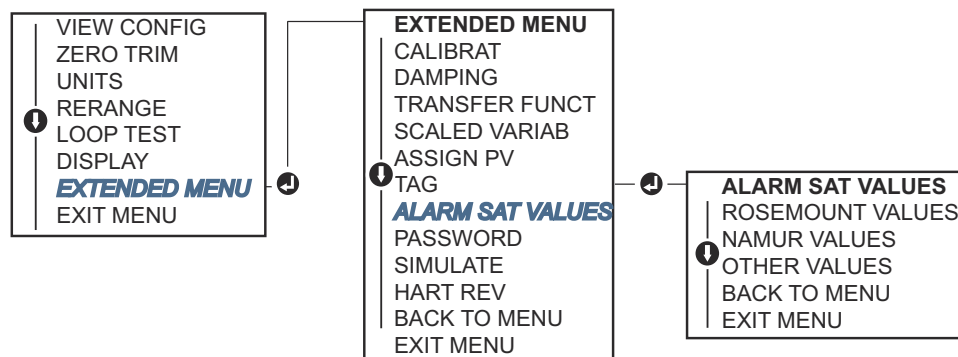 VIEW CONFIG
ZERO TRIM
UNITS
RERANGE
LOOP TEST
DISPLAY
EXTENDED MENU
EXIT MENU
EXTENDED MENU
CALIBRAT
DAMPING
TRANSFER FUNCT
SCALED VARIAB
ASSIGN PV
TAG
ALARM SAT VALUES
PASSWORD
SIMULATE
HART REV
BACK TO MENU
EXIT MENU
ALARM SAT VALUES
ROSEMOUNT VALUES
NAMUR VALUES
OTHER VALUES
BACK TO MENU
EXIT MENU